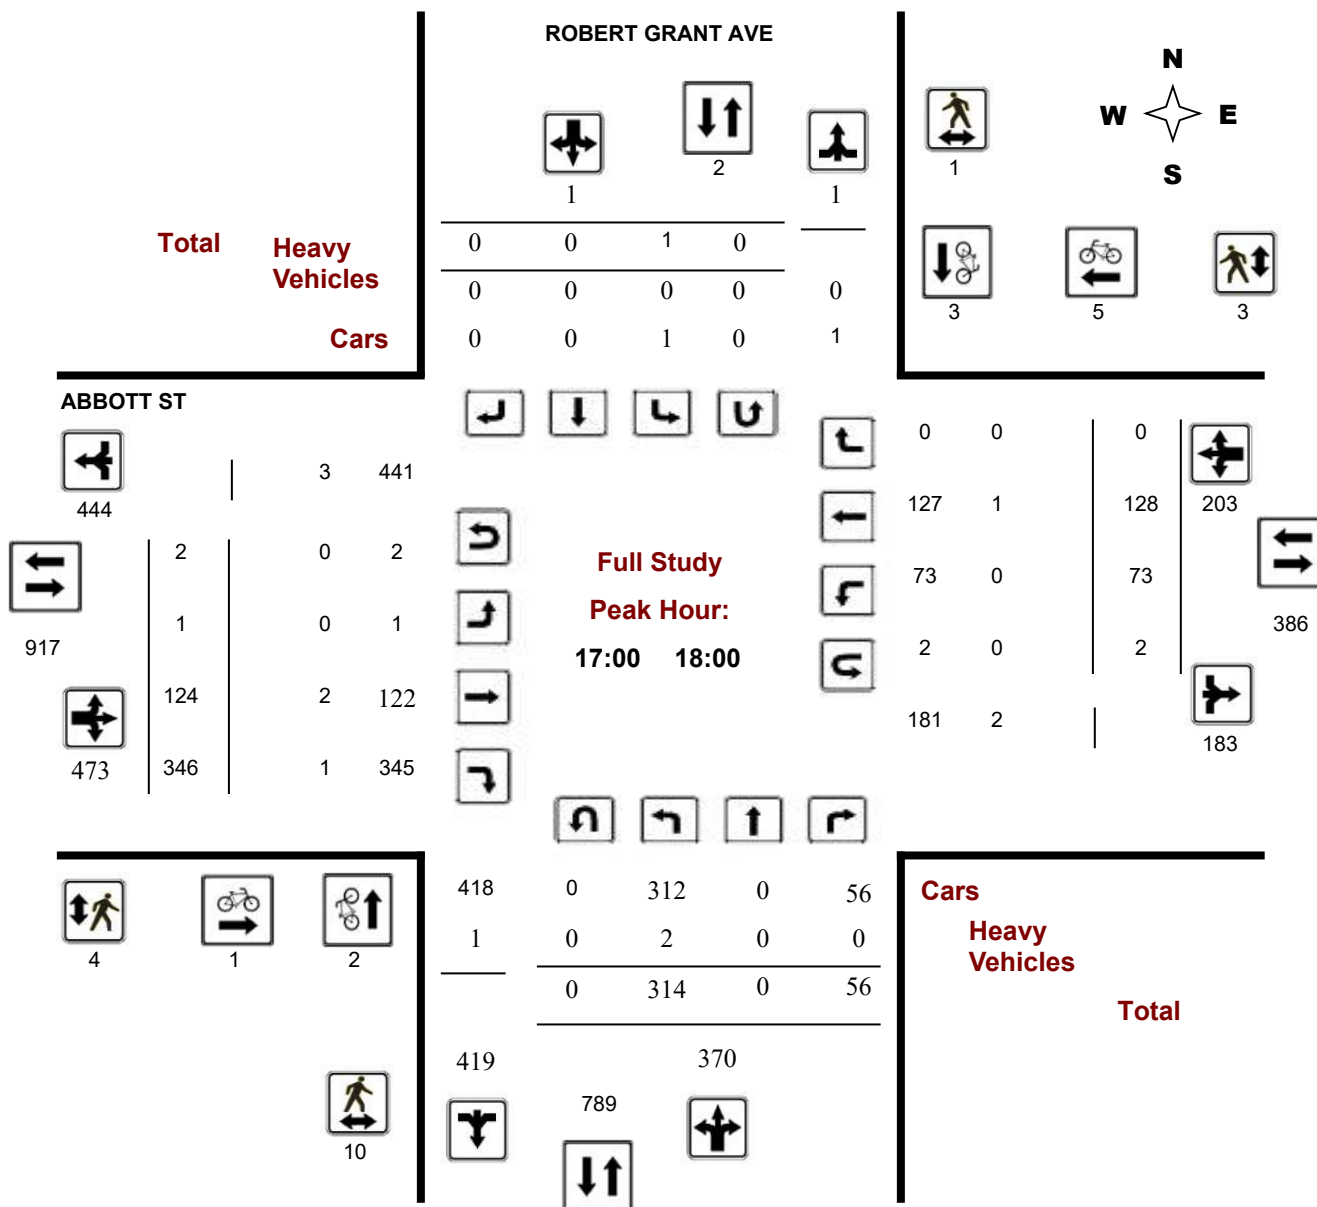 ROBERT GRANT AVE
N
W E
S
2
1
1 1
Total Heavy Vehicles
0 0 1 0
0 0 0 0 0
Cars 0 0 1 0 1
3 5 3
ABBOTT ST
0 0 0
3 441
444
127 1 128 203
2 0 2
Full Study
73 0 73
Peak Hour:
1 0 1
386
917
17:00 18:00
2 0 2
124 2 122
181 2
183
473 346 1 345
418 0 312 0 56
Cars
1 0 2 0 0
Heavy
Vehicles
4 1 2
0 314 0 56
Total
419 370
789
10